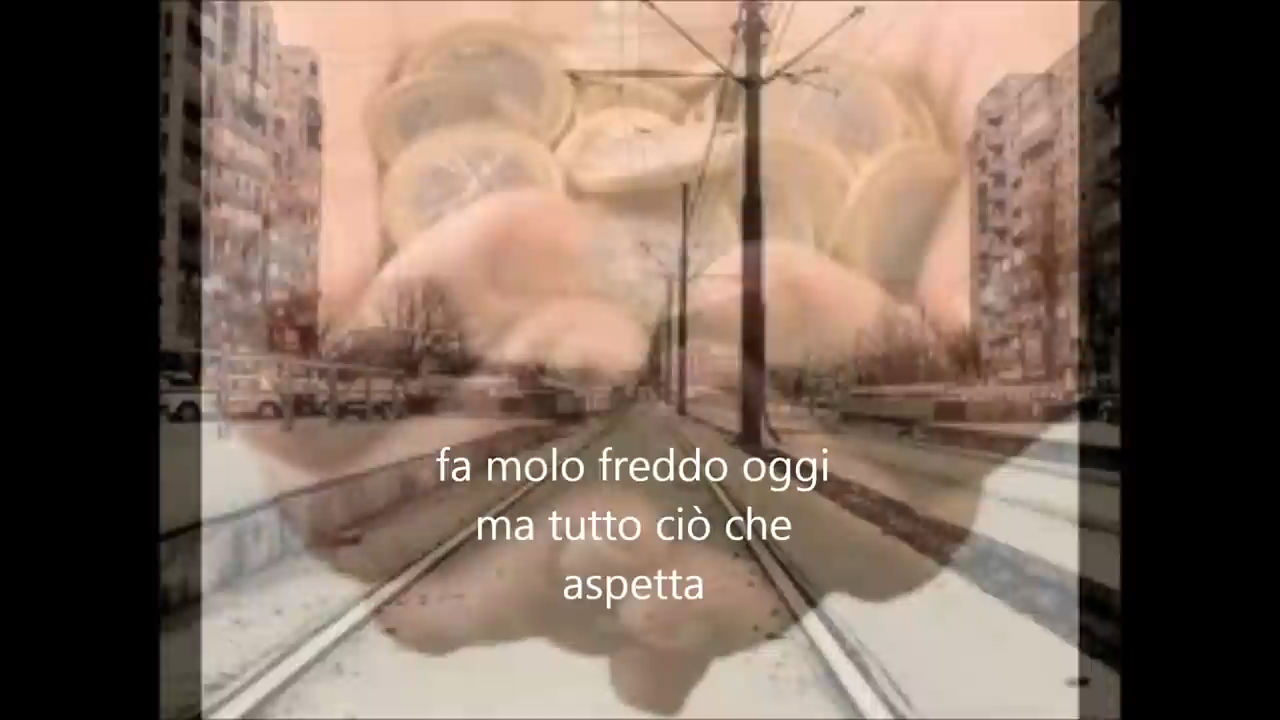 fa molo freddo oggi
ma tutto ciò che
aspetta